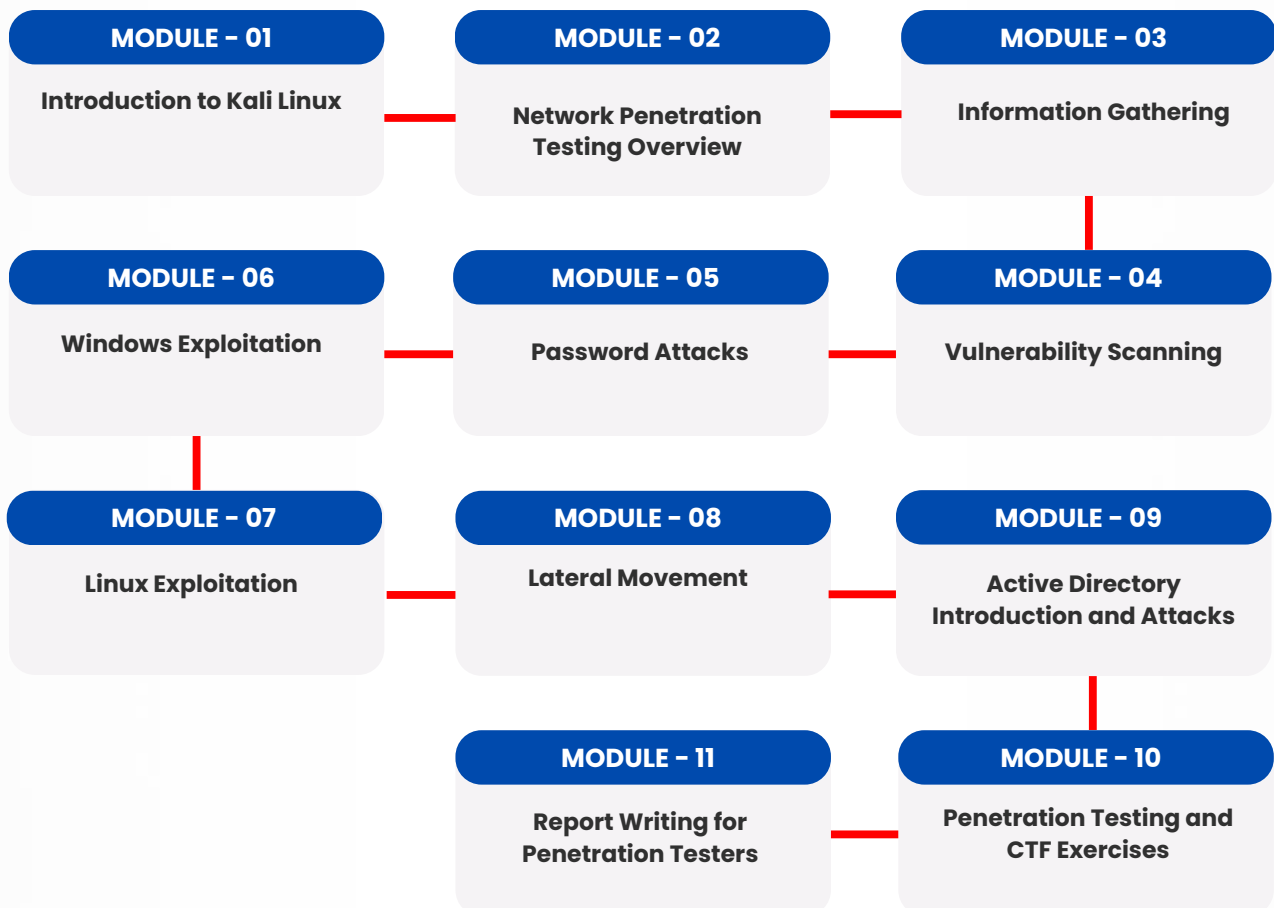 MODULE - 01
Introduction to Kali Linux
MODULE - 02
Network Penetration
Testing Overview
MODULE - 03
Information Gathering
MODULE - 04
Vulnerability Scanning
MODULE - 05
Password Attacks
MODULE - 06
Windows Exploitation
MODULE - 07
Linux Exploitation
MODULE - 08
Lateral Movement
MODULE - 09
Active Directory
Introduction and Attacks
MODULE - 10
Penetration Testing and
CTF Exercises
MODULE - 11
Report Writing for
Penetration Testers